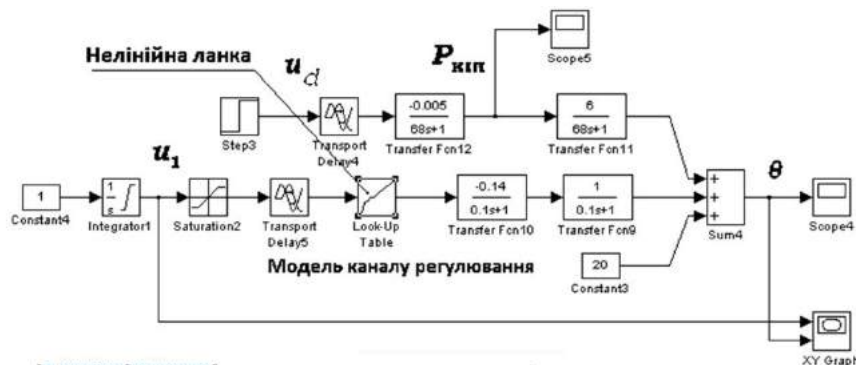 Нелінійна ланка
u_d
P_кіп
Scope5
Step3
Transport
Delay4
-0.005
68s+1
Transfer Fcn12
6
68s+1
Transfer Fcn11
u_1
1
Constant4
1
s
Integrator1
Saturation2
Transport
Delay5
Look-Up
Table
-0.14
0.1s+1
Transfer Fcn10
1
0.1s+1
Transfer Fcn9
+
+
+
Sum4
θ
Scope4
Модель каналу регулювання
20
Constant3
XY Graph